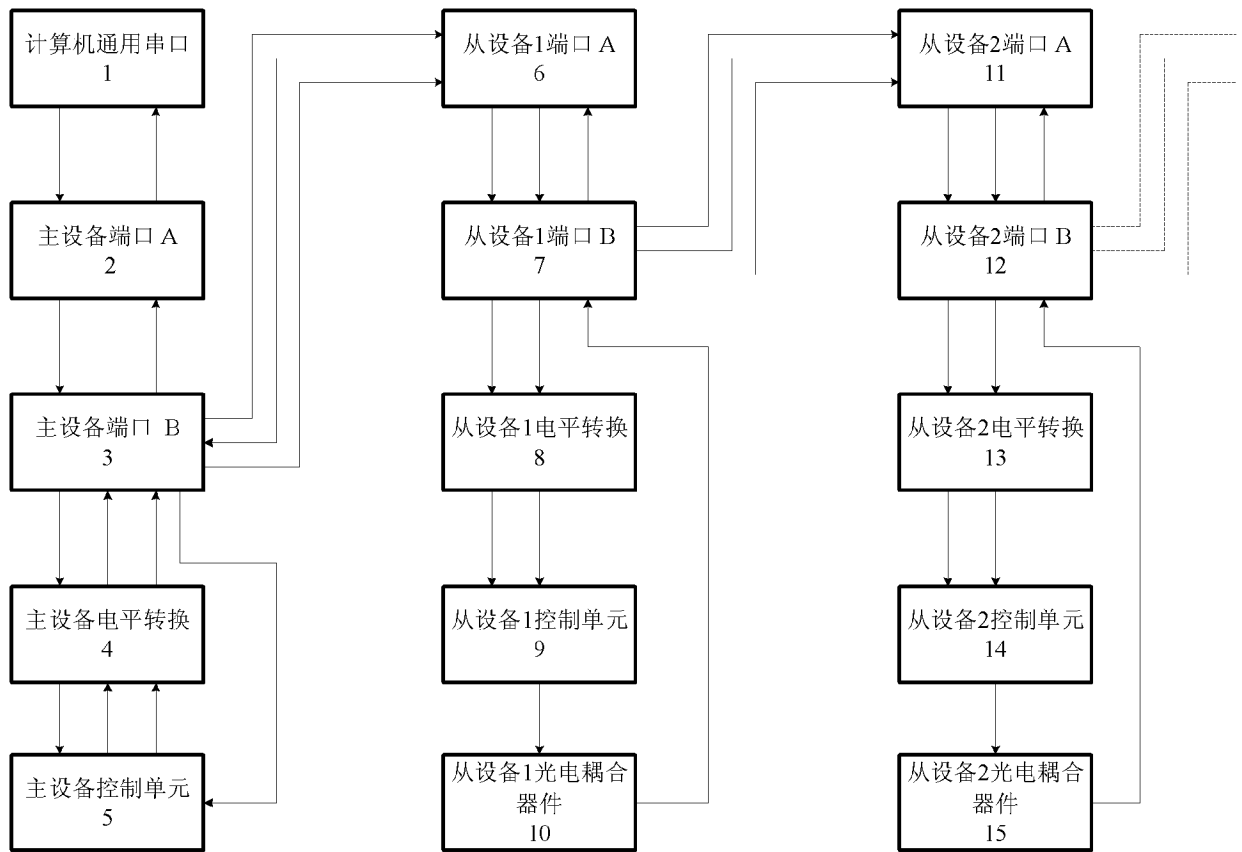 计算机通用串口
1
主设备端口 A
2
主设备端口 B
3
主设备电平转换
4
主设备控制单元
5
从设备1端口 A
6
从设备1端口 B
7
从设备1电平转换
8
从设备1控制单元
9
从设备1光电耦合
器件
10
从设备2端口 A
11
从设备2端口 B
12
从设备2电平转换
13
从设备2控制单元
14
从设备2光电耦合
器件
15